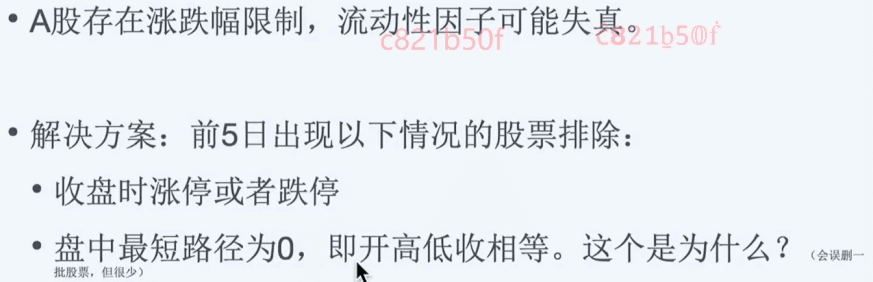 • A股存在涨跌幅限制，流动性因子可能失真。
c821b50f c821b50f
• 解决方案：前5日出现以下情况的股票排除：
• 收盘时涨停或者跌停
• 盘中最短路径为0，即开高低收相等。这个是为什么？（会误删一
批股票，但很少）